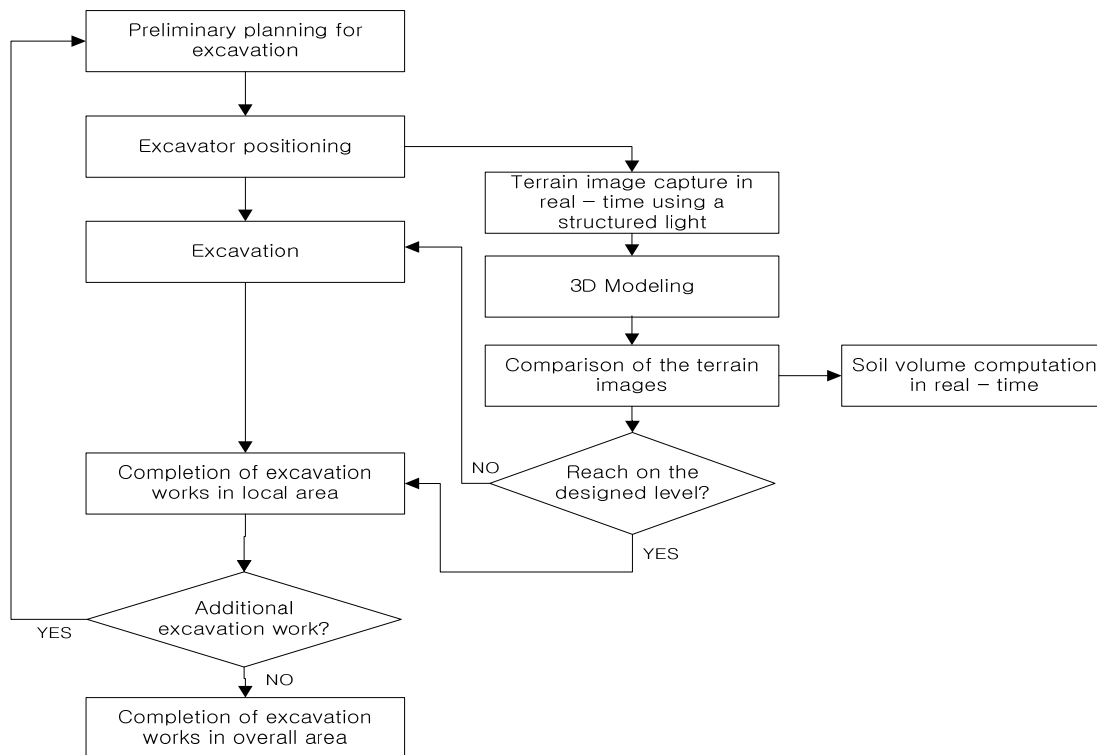 Preliminary planning for
excavation
Excavator positioning
Terrain image capture in
real – time using a
structured light
Excavation
3D Modeling
Comparison of the terrain
images
Soil volume computation
in real – time
Reach on the
designed level?
NO
YES
Completion of excavation
works in local area
Additional
excavation work?
YES
NO
Completion of excavation
works in overall area